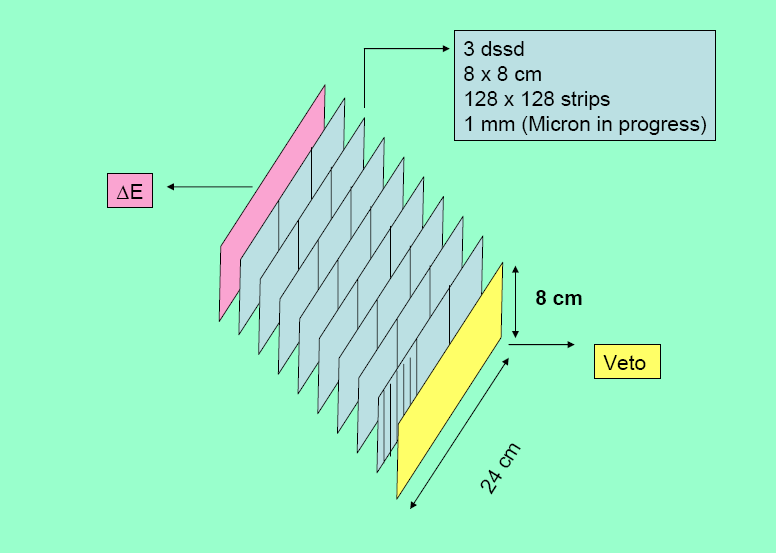 3 dssd
8 x 8 cm
128 x 128 strips
1 mm (Micron in progress)
ΔE
8 cm
Veto
24 cm